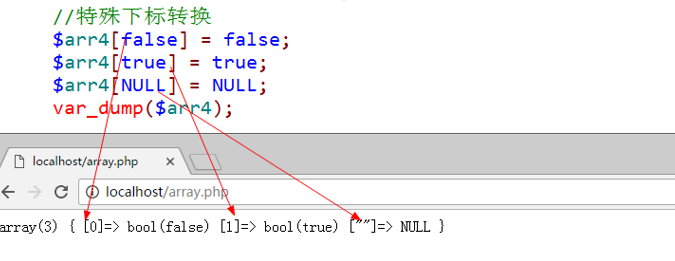 //特殊下标转换
$arr4[false] = false;
$arr4[true] = true;
$arr4[NULL] = NULL;
var_dump($arr4);
localhost/array.php
localhost/array.php
array(3) { [0]=> bool(false) [1]=> bool(true) [""]=> NULL }